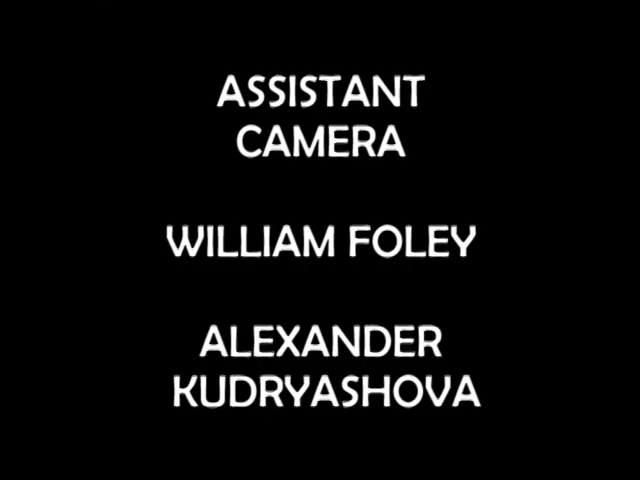 ASSISTANT
CAMERA
WILLIAM FOLEY
ALEXANDER
KUDRYASHOVA